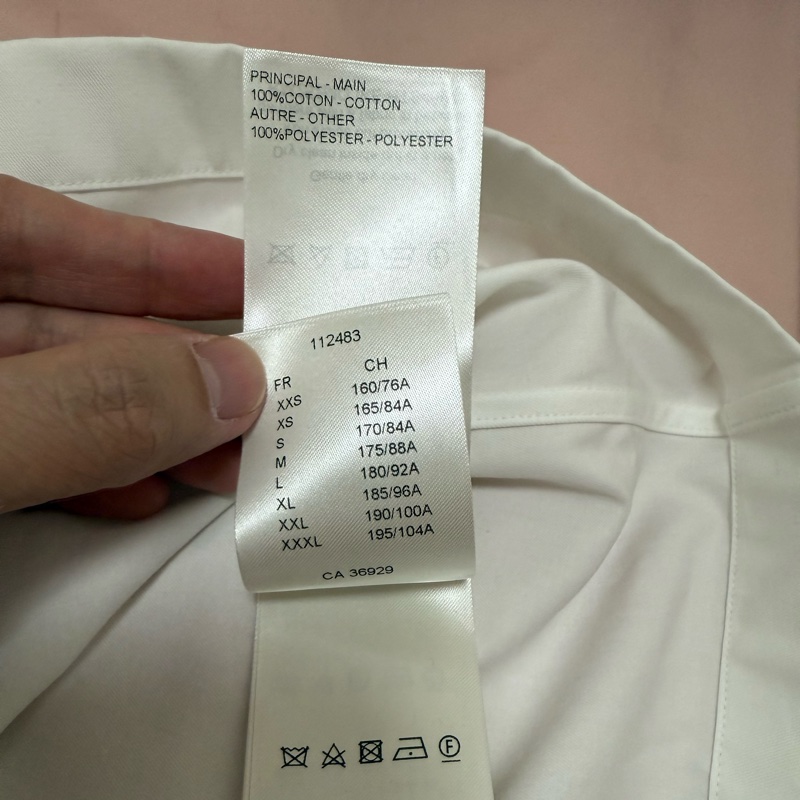 PRINCIPAL - MAIN
100%COTON - COTTON
AUTRE - OTHER
100%POLYESTER - POLYESTER
112483
FR CH
XXS 160/76A
XS 165/84A
S 170/84A
M 175/88A
L 180/92A
XL 185/96A
XXL 190/100A
XXXL 195/104A
CA 36929
F